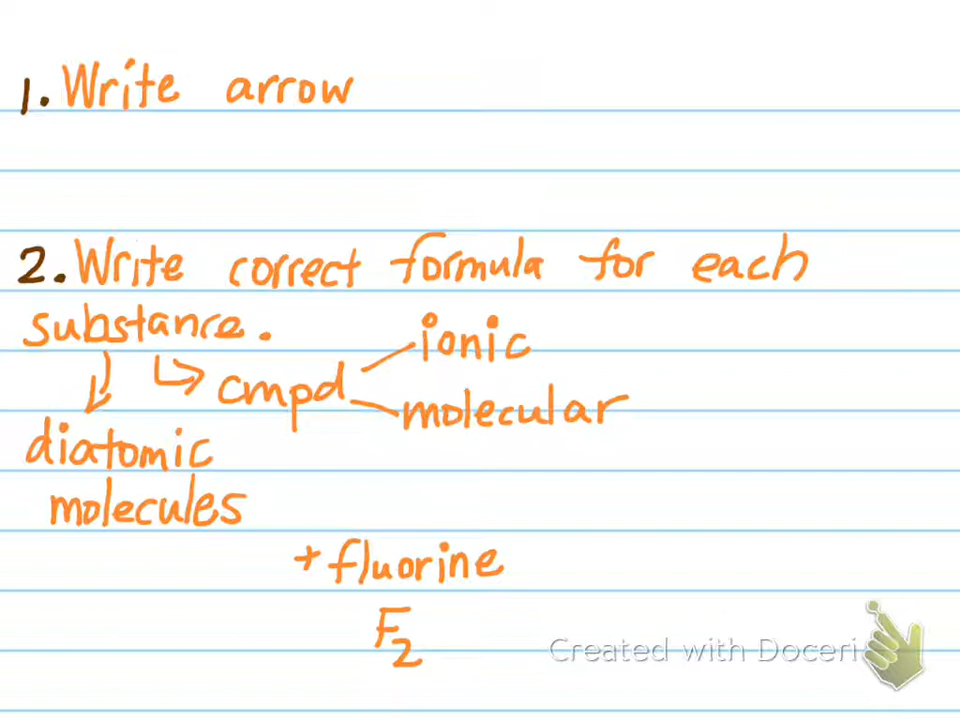 1. Write arrow
2. Write correct formula for each
substance.
ionic
cmpd
molecular
diatomic
molecules
+ fluorine
F2
Created with Doceri